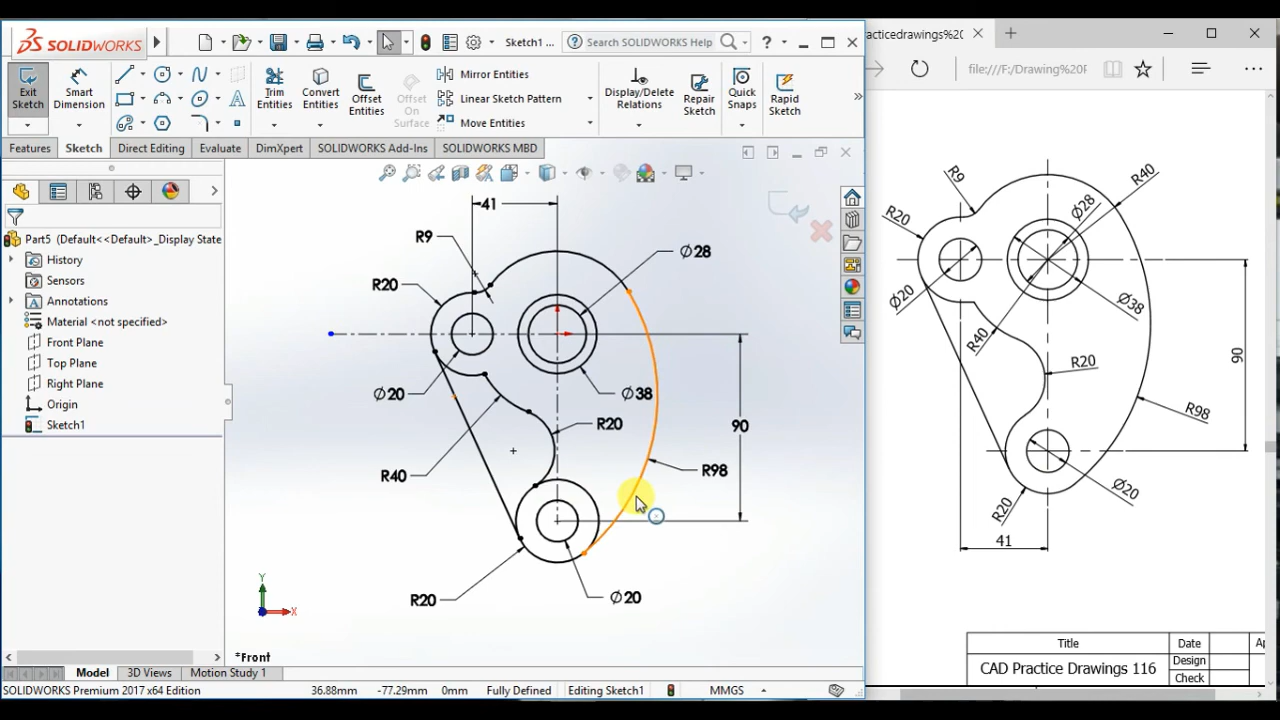 SOLIDWORKS
Sketch1 ...
Search SOLIDWORKS Help
?
Exit Sketch
Smart Dimension
Trim Entities
Convert Entities
Offset Entities
Offset On Surface
Mirror Entities
Linear Sketch Pattern
Move Entities
Display/Delete Relations
Repair Sketch
Quick Snaps
Rapid Sketch
Features
Sketch
Direct Editing
Evaluate
DimXpert
SOLIDWORKS Add-Ins
SOLIDWORKS MBD
Part5 (Default<<Default>_Display State
History
Sensors
Annotations
Material <not specified>
Front Plane
Top Plane
Right Plane
Origin
Sketch1
41
R9
Ø28
R20
Ø20
Ø38
R20
90
R40
R98
R20
Ø20
Y
X
*Front
Model
3D Views
Motion Study 1
SOLIDWORKS Premium 2017 x64 Edition
36.88mm
-77.29mm
0mm
Fully Defined
Editing Sketch1
MMGS
acticedrawings%20
file:///F:/Drawing%20F
R9
R40
Ø28
R20
Ø20
Ø38
R40
R20
90
R98
Ø20
R20
41
Title
Date
CAD Practice Drawings 116
Design
Check